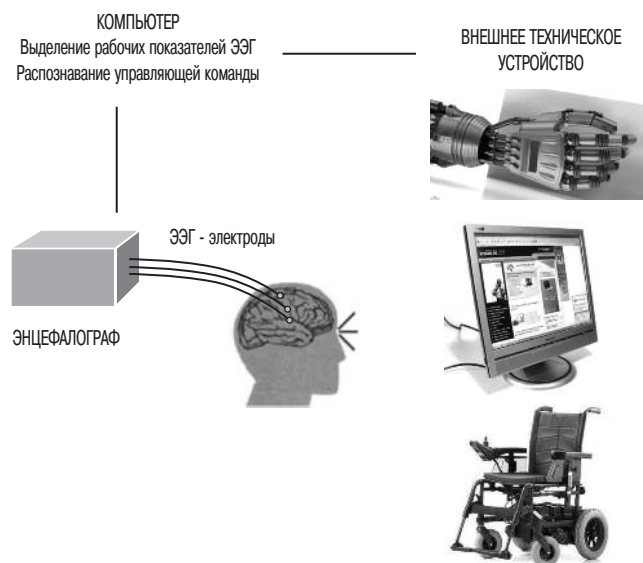 КОМПЬЮТЕР
Выделение рабочих показателей ЭЭГ
Распознавание управляющей команды
ВНЕШНЕЕ ТЕХНИЧЕСКОЕ
УСТРОЙСТВО
ЭЭГ - электроды
ЭНЦЕФАЛОГРАФ